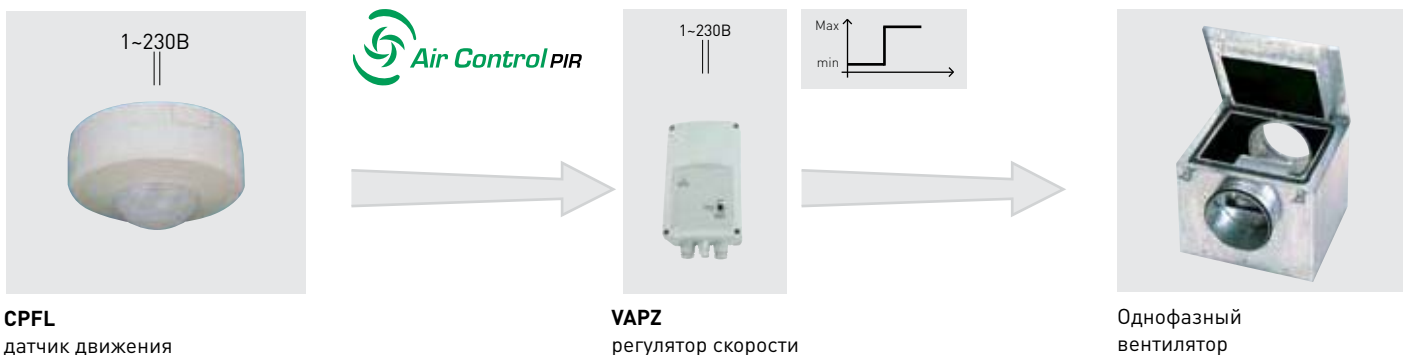 1~230В
Air Control PIR
1~230В
Max
min
CPFL
датчик движения
VAPZ
регулятор скорости
Однофазный
вентилятор